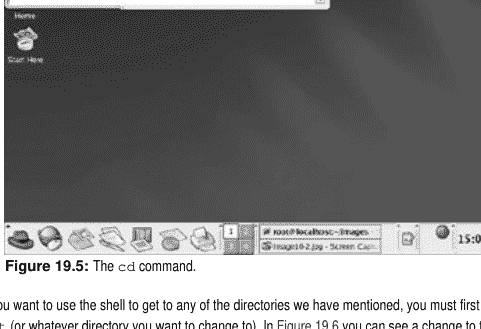 Home
Start Here
1
root@localhost:~/images
image10-2.jpg - Screen Cap
15:0
Figure 19.5: The cd command.
ou want to use the shell to get to any of the directories we have mentioned, you must first
(or whatever directory you want to change to). In Figure 19.6 you can see a change to t